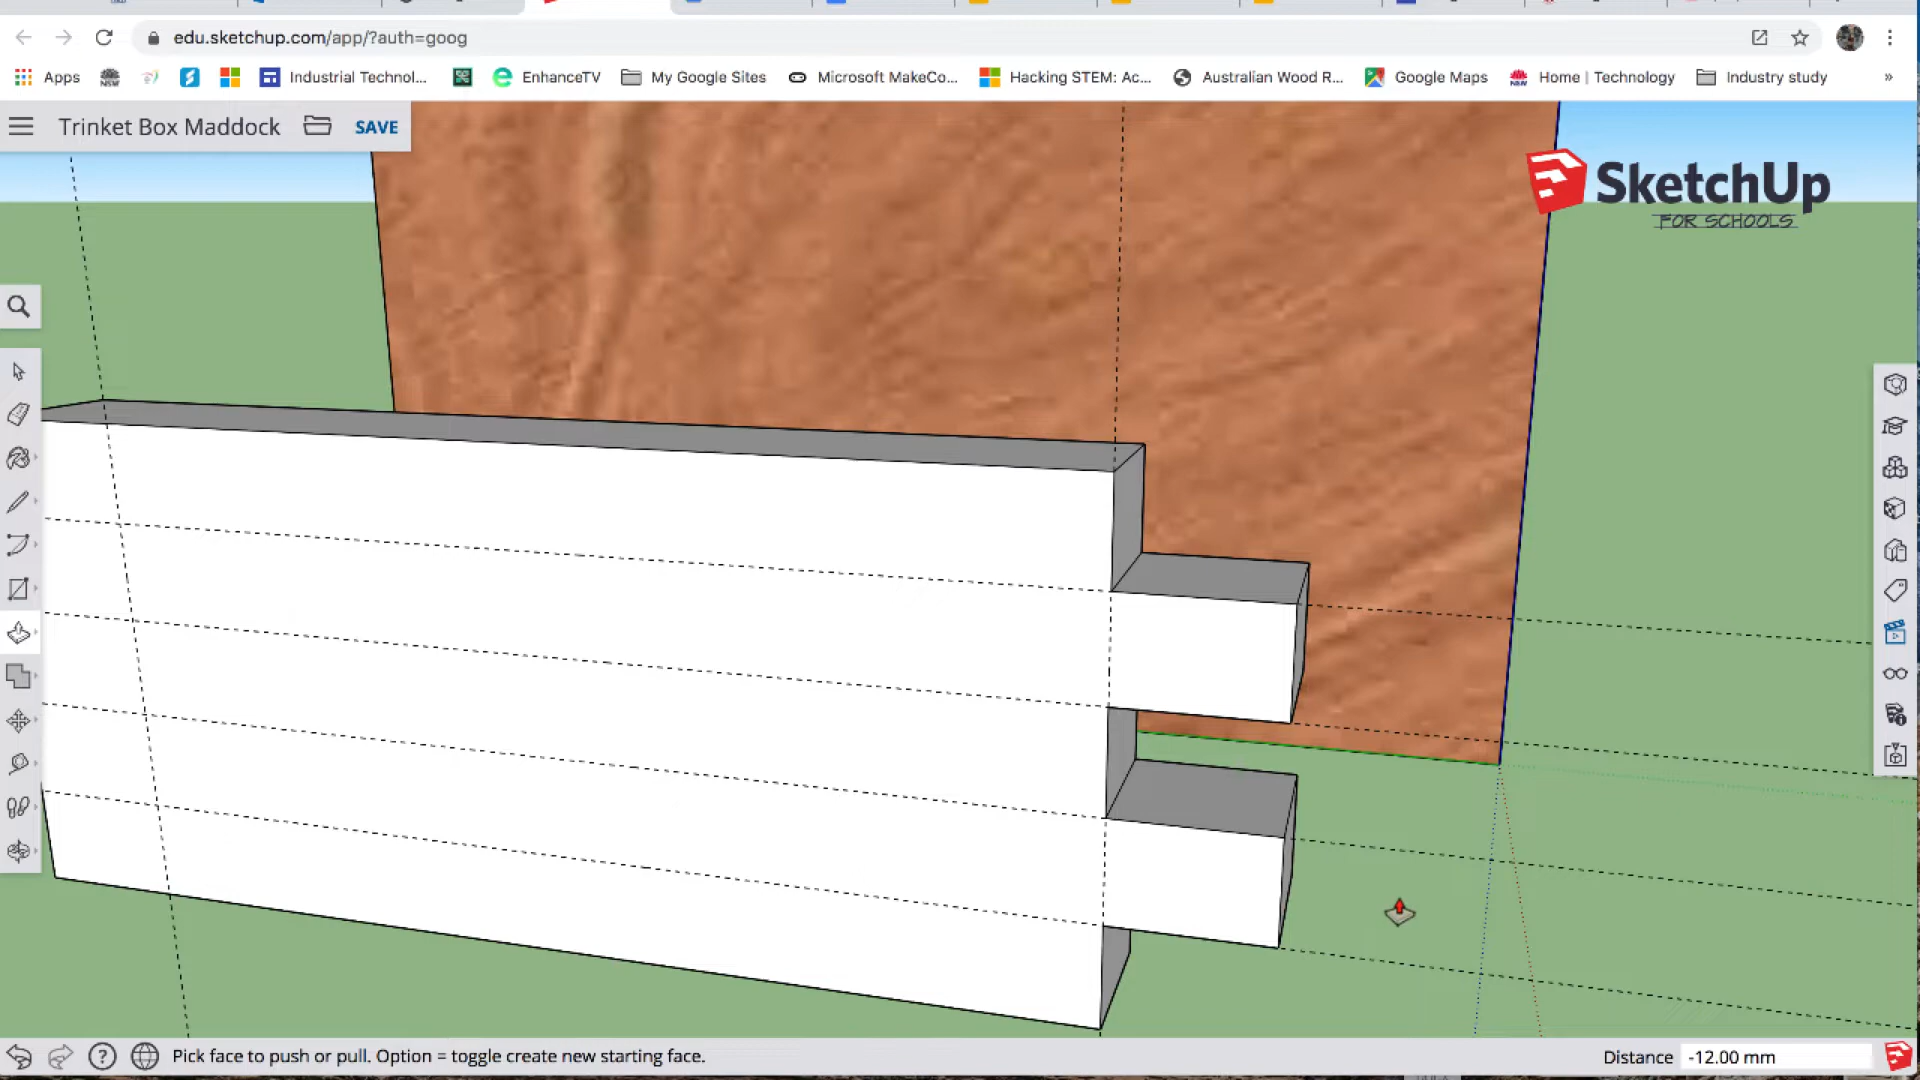 edu.sketchup.com/app/?auth=goog
Apps
Industrial Technol...
EnhanceTV
My Google Sites
Microsoft MakeCo...
Hacking STEM: Ac...
Australian Wood R...
Google Maps
Home | Technology
Industry study
»
Trinket Box Maddock
SAVE
SketchUp
FOR SCHOOLS
Pick face to push or pull. Option = toggle create new starting face.
Distance
-12.00 mm